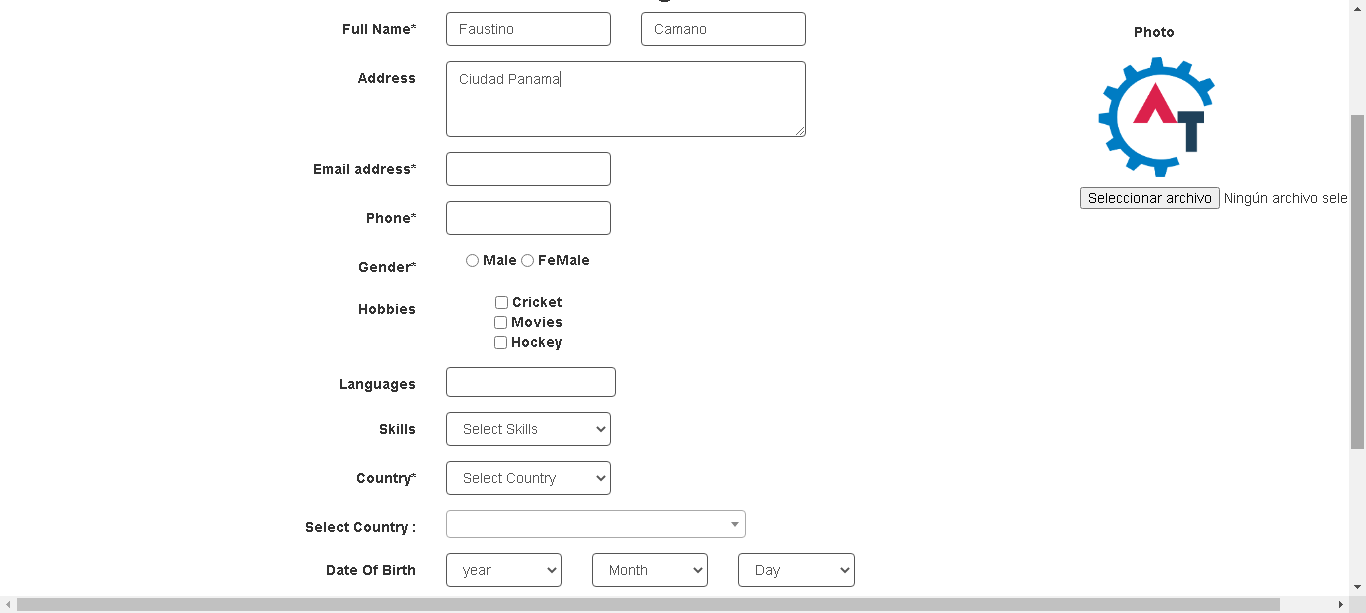 Full Name* Faustino Camano
Photo
Address Ciudad Panama
AT
Email address*
Seleccionar archivo Ningún archivo sele
Phone*
Gender* Male FeMale
Hobbies Cricket
Movies
Hockey
Languages
Skills Select Skills
Country* Select Country
Select Country :
Date Of Birth year Month Day